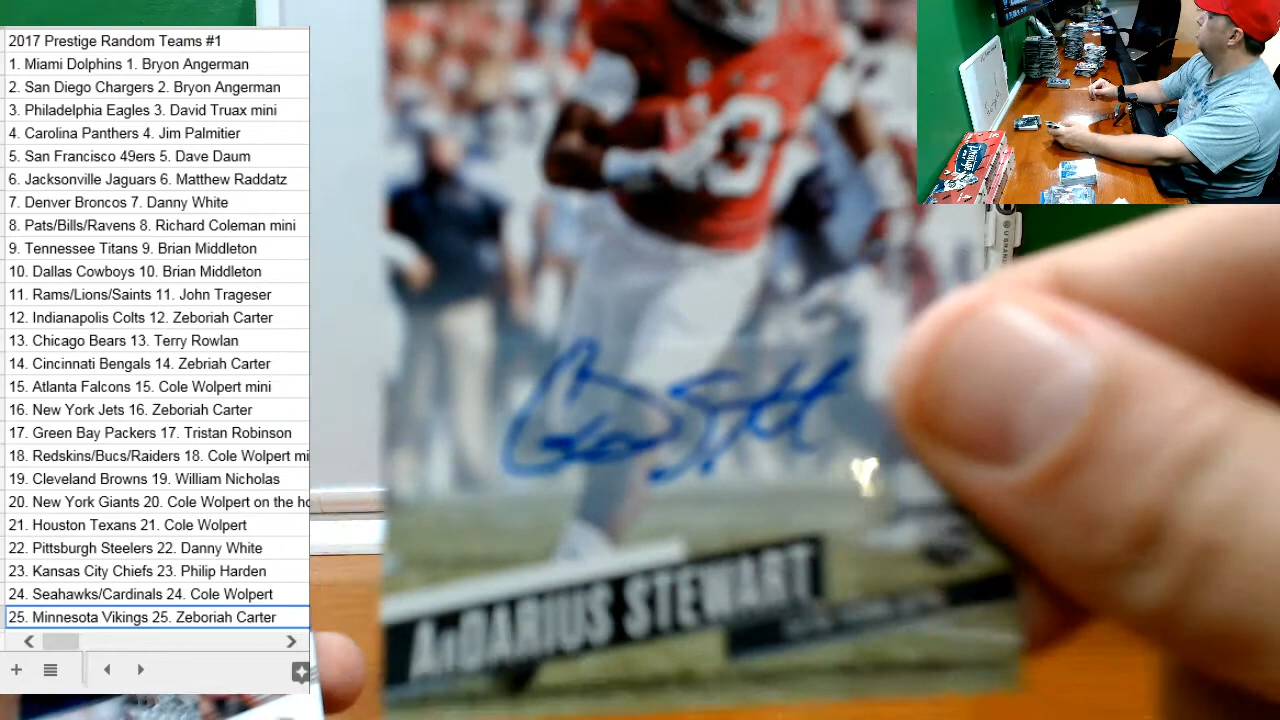 2017 Prestige Random Teams #1
1. Miami Dolphins 1. Bryon Angerman
2. San Diego Chargers 2. Bryon Angerman
3. Philadelphia Eagles 3. David Truax mini
4. Carolina Panthers 4. Jim Palmitier
5. San Francisco 49ers 5. Dave Daum
6. Jacksonville Jaguars 6. Matthew Raddatz
7. Denver Broncos 7. Danny White
8. Pats/Bills/Ravens 8. Richard Coleman mini
9. Tennessee Titans 9. Brian Middleton
10. Dallas Cowboys 10. Brian Middleton
11. Rams/Lions/Saints 11. John Trageser
12. Indianapolis Colts 12. Zeboriah Carter
13. Chicago Bears 13. Terry Rowlan
14. Cincinnati Bengals 14. Zebriah Carter
15. Atlanta Falcons 15. Cole Wolpert mini
16. New York Jets 16. Zeboriah Carter
17. Green Bay Packers 17. Tristan Robinson
18. Redskins/Bucs/Raiders 18. Cole Wolpert mi
19. Cleveland Browns 19. William Nicholas
20. New York Giants 20. Cole Wolpert on the ho
21. Houston Texans 21. Cole Wolpert
22. Pittsburgh Steelers 22. Danny White
23. Kansas City Chiefs 23. Philip Harden
24. Seahawks/Cardinals 24. Cole Wolpert
25. Minnesota Vikings 25. Zeboriah Carter
13
ArDARIUS STEWART